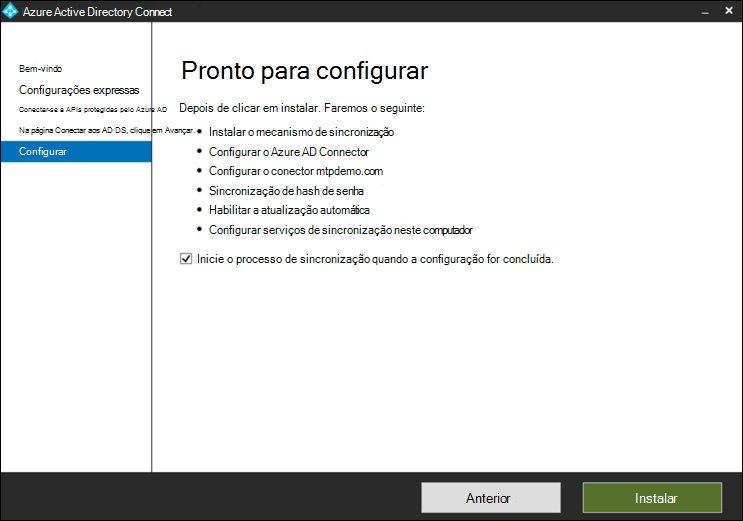 Azure Active Directory Connect
Bem-vindo
Configurações expressas
Conecter-se a APIs protegidas pelo Azure AD
Na página Conectar aos AD DS, clique em Avançar.
Configurar
Pronto para configurar
Depois de clicar em instalar. Faremos o seguinte:
• Instalar o mecanismo de sincronização
• Configurar o Azure AD Connector
• Configurar o conector mtpdemo.com
• Sincronização de hash de senha
• Habilitar a atualização automática
• Configurar serviços de sincronização neste computador
Inicie o processo de sincronização quando a configuração for concluída.
Anterior
Instalar